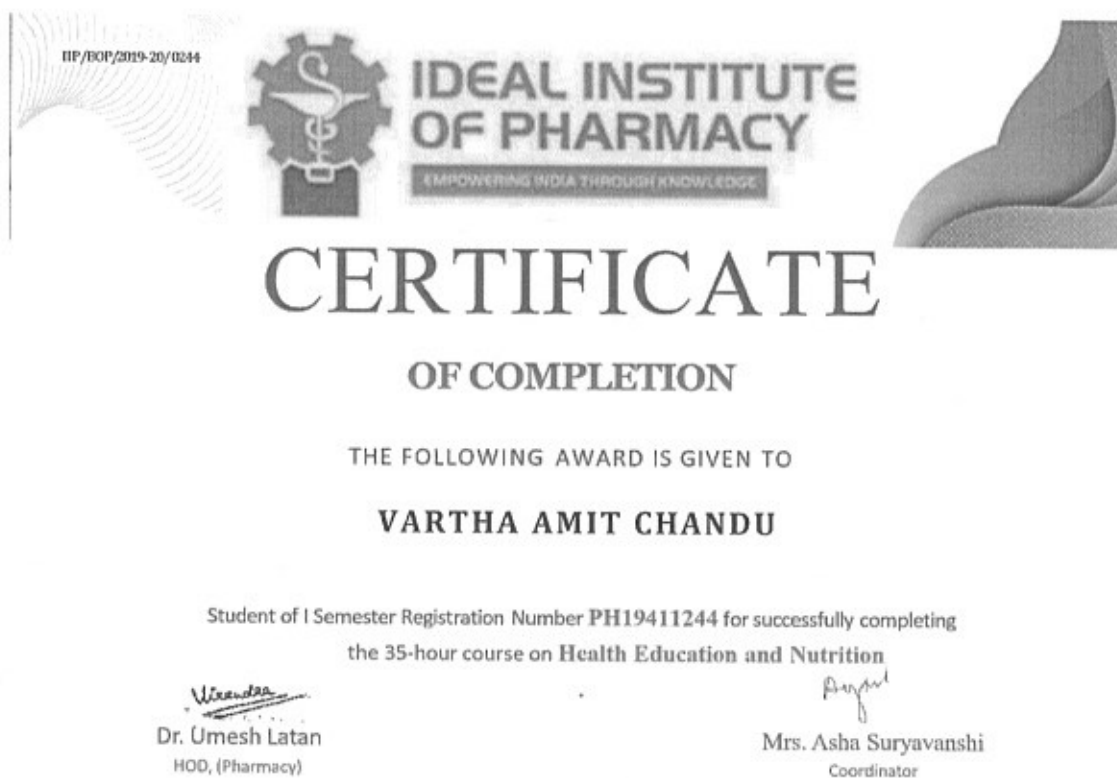 IIP/BOP/2019-20/0244
IDEAL INSTITUTE
OF PHARMACY
EMPOWERING INDIA THROUGH KNOWLEDGE
CERTIFICATE
OF COMPLETION
THE FOLLOWING AWARD IS GIVEN TO
VARTHA AMIT CHANDU
Student of I Semester Registration Number PH19411244 for successfully completing
the 35-hour course on Health Education and Nutrition
Virendra
Dr. Umesh Latan
HOD, (Pharmacy)
Mrs. Asha Suryavanshi
Coordinator